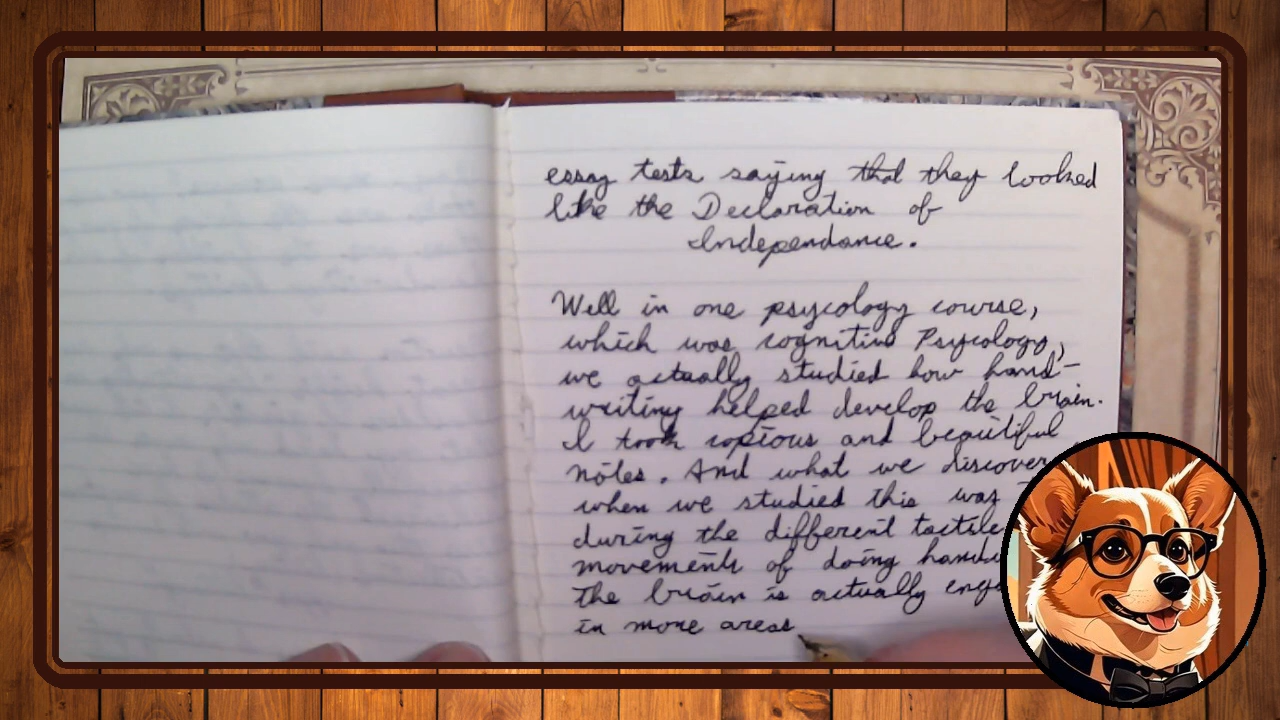 essay tests saying that they looked
like the Declaration of
Independance.
Well in one psycology course,
which was cognitive Psycology,
we actually studied how hand-
writing helped develop the brain.
I took copious and beautiful
notes. And what we discover
when we studied this was
during the different tactile
movements of doing hand
the brain is actually eng
in more areas